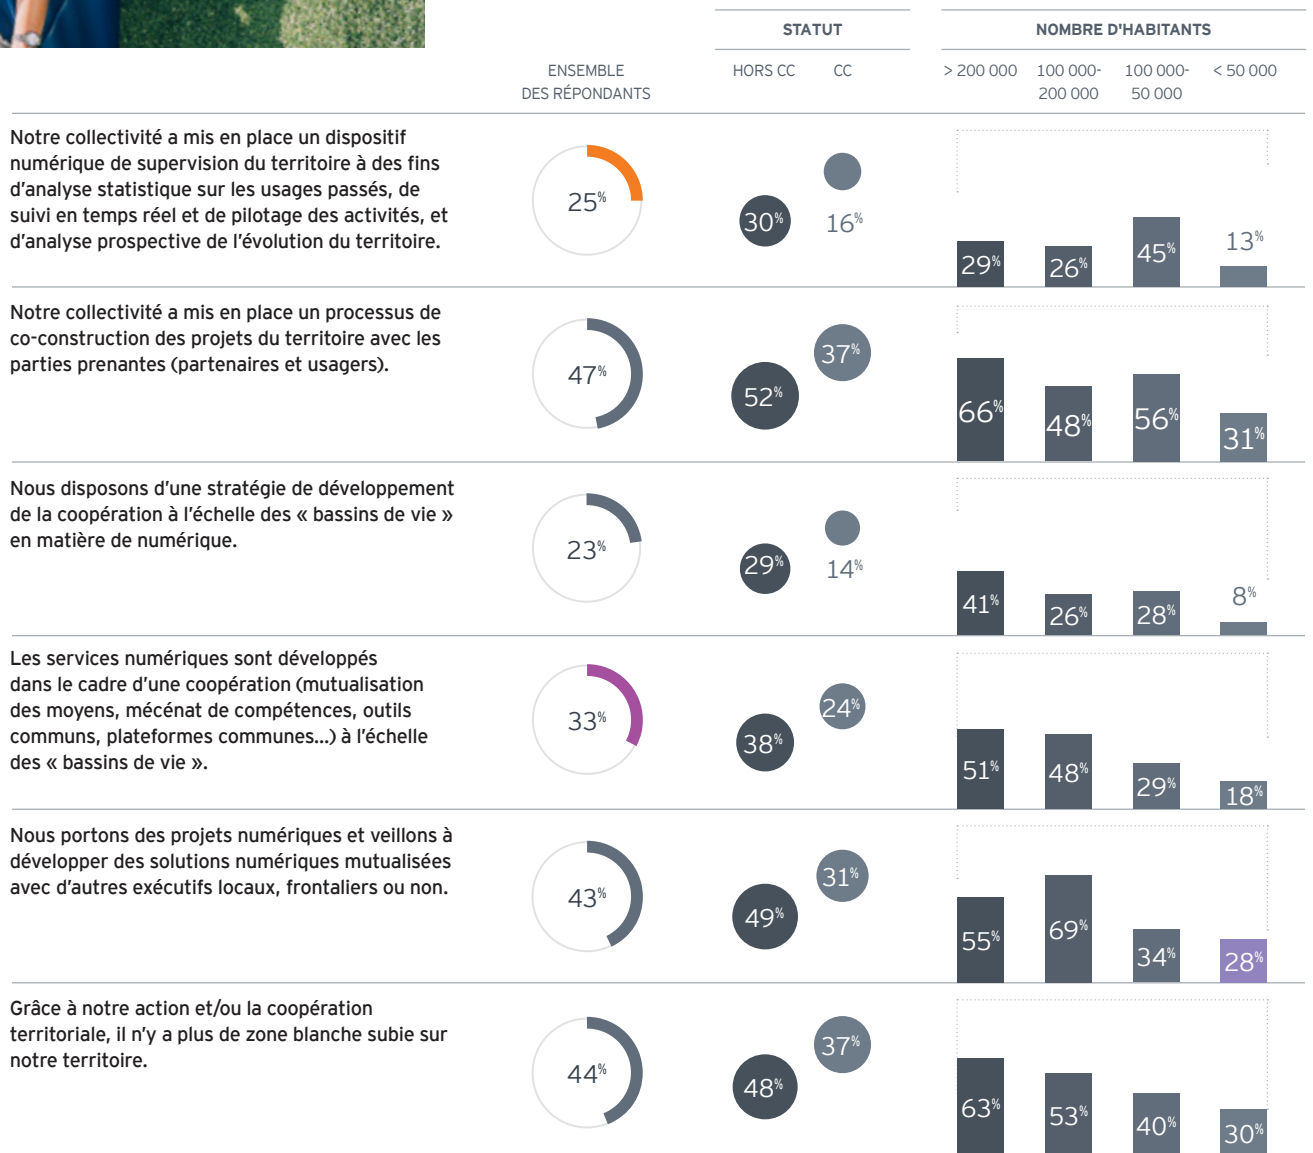 STATUT
NOMBRE D'HABITANTS
ENSEMBLE
DES RÉPONDANTS
HORS CC
CC
> 200 000
100 000-
200 000
100 000-
50 000
< 50 000
Notre collectivité a mis en place un dispositif
numérique de supervision du territoire à des fins
d'analyse statistique sur les usages passés, de
suivi en temps réel et de pilotage des activités, et
d'analyse prospective de l'évolution du territoire.
25%
30%
16%
29%
26%
45%
13%
Notre collectivité a mis en place un processus de
co-construction des projets du territoire avec les
parties prenantes (partenaires et usagers).
47%
52%
37%
66%
48%
56%
31%
Nous disposons d'une stratégie de développement
de la coopération à l'échelle des « bassins de vie »
en matière de numérique.
23%
29%
14%
41%
26%
28%
8%
Les services numériques sont développés
dans le cadre d'une coopération (mutualisation
des moyens, mécénat de compétences, outils
communs, plateformes communes...) à l'échelle
des « bassins de vie ».
33%
38%
24%
51%
48%
29%
18%
Nous portons des projets numériques et veillons à
développer des solutions numériques mutualisées
avec d'autres exécutifs locaux, frontaliers ou non.
43%
49%
31%
55%
69%
34%
28%
Grâce à notre action et/ou la coopération
territoriale, il n'y a plus de zone blanche subie sur
notre territoire.
44%
48%
37%
63%
53%
40%
30%